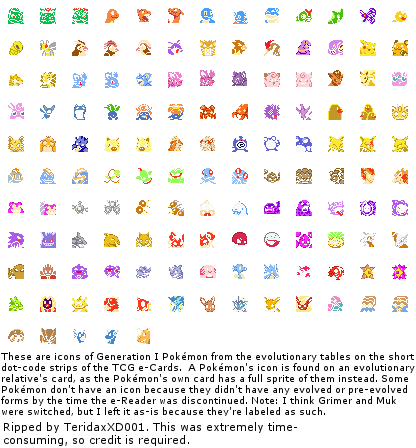 These are icons of Generation I Pokémon from the evolutionary tables on the short
dot-code strips of the TCG e-Cards.  A Pokémon's icon is found on an evolutionary
relative's card, as the Pokémon's own card has a full sprite of them instead. Some
Pokémon don't have an icon because they didn't have any evolved or pre-evolved
forms by the time the e-Reader was discontinued. Note: I think Grimer and Muk
were switched, but I left it as-is because they're labeled as such.
Ripped by TeridaxXD001. This was extremely time-
consuming, so credit is required.